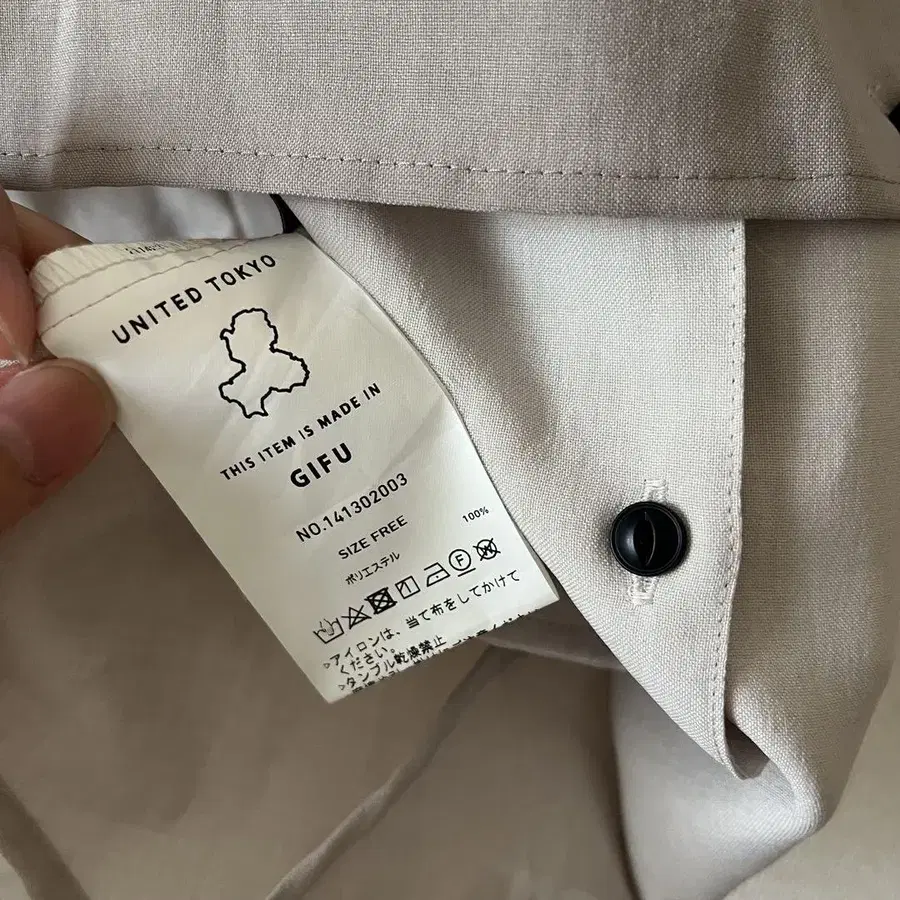 UNITED TOKYO
THIS ITEM IS MADE IN
GIFU
NO.141302003
SIZE FREE
ポリエステル 100%
F W
>アイロンは、当て布をしてかけて
ください。
>タンブル乾燥禁止